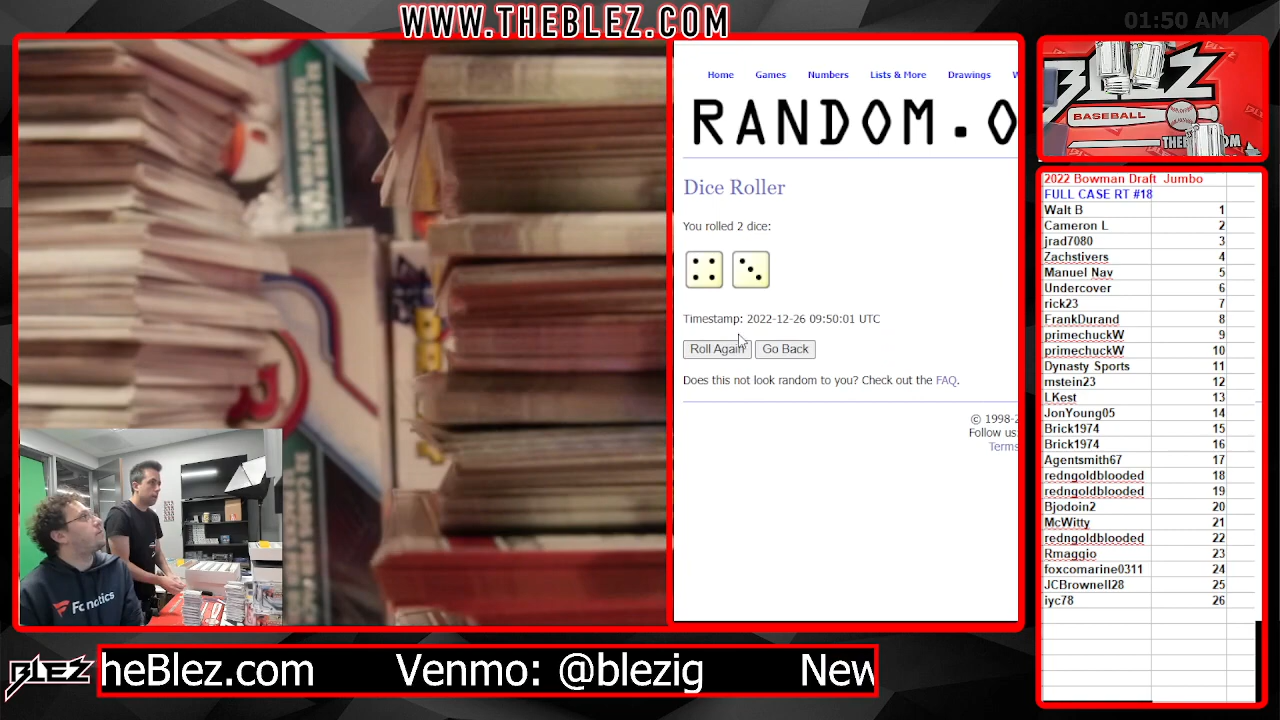 WWW.THEBLEZ.COM
01:50 AM
Home Games Numbers Lists & More Drawings W
RANDOM.O
Dice Roller
You rolled 2 dice:
Timestamp: 2022-12-26 09:50:01 UTC
Roll Again Go Back
Does this not look random to you? Check out the FAQ.
© 1998-2
Follow us
Terms
BLEZ
BASEBALL
2022 Bowman Draft Jumbo
FULL CASE RT #18
Walt B 1
Cameron L 2
jrad7080 3
Zachstivers 4
Manuel Nav 5
Undercover 6
rick23 7
FrankDurand 8
primechuckW 9
primechuckW 10
Dynasty Sports 11
mstein23 12
LKest 13
JonYoung05 14
Brick1974 15
Brick1974 16
Agentsmith67 17
redngoldblooded 18
redngoldblooded 19
Bjodoin2 20
McWitty 21
redngoldblooded 22
Rmaggio 23
foxcomarine0311 24
JCBrownell28 25
iyc78 26
Fanatics
BLEZ
heBlez.com Venmo: @blezig New